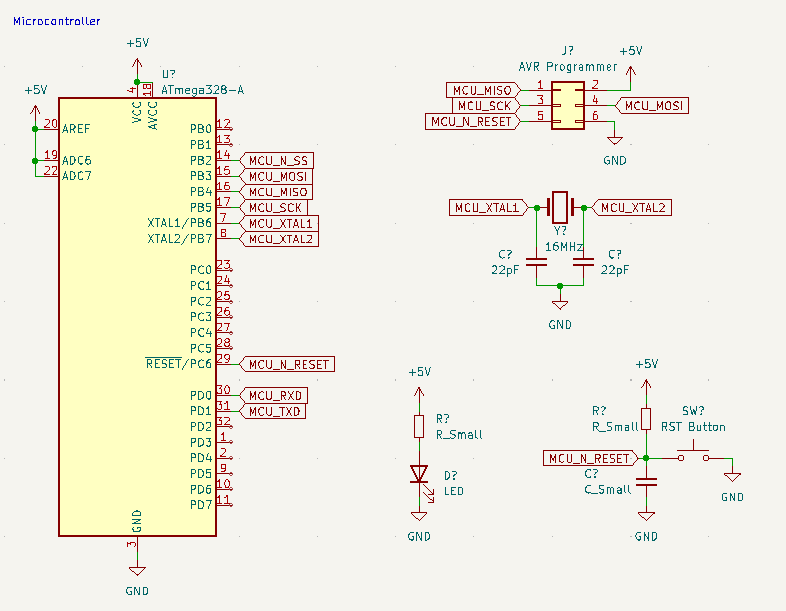 Microcontroller
+5V
U?
ATmega328-A
+5V
4
18
VCC
AVCC
20 AREF
19 ADC6
22 ADC7
PB0 12
PB1 13
PB2 14 MCU_N_SS
PB3 15 MCU_MOSI
PB4 16 MCU_MISO
PB5 17 MCU_SCK
XTAL1/PB6 7 MCU_XTAL1
XTAL2/PB7 8 MCU_XTAL2
PC0 23
PC1 24
PC2 25
PC3 26
PC4 27
PC5 28
RESET/PC6 29 MCU_N_RESET
PD0 30 MCU_RXD
PD1 31 MCU_TXD
PD2 32
PD3 1
PD4 2
PD5 9
PD6 10
PD7 11
GND
3
GND
J?
AVR Programmer
+5V
MCU_MISO 1 2
MCU_SCK 3 4 MCU_MOSI
MCU_N_RESET 5 6
GND
MCU_XTAL1 MCU_XTAL2
Y?
16MHz
C?
22pF
C?
22pF
GND
+5V
R?
R_Small
D?
LED
GND
+5V
R?
R_Small
SW?
RST Button
MCU_N_RESET
C?
C_Small
GND
GND